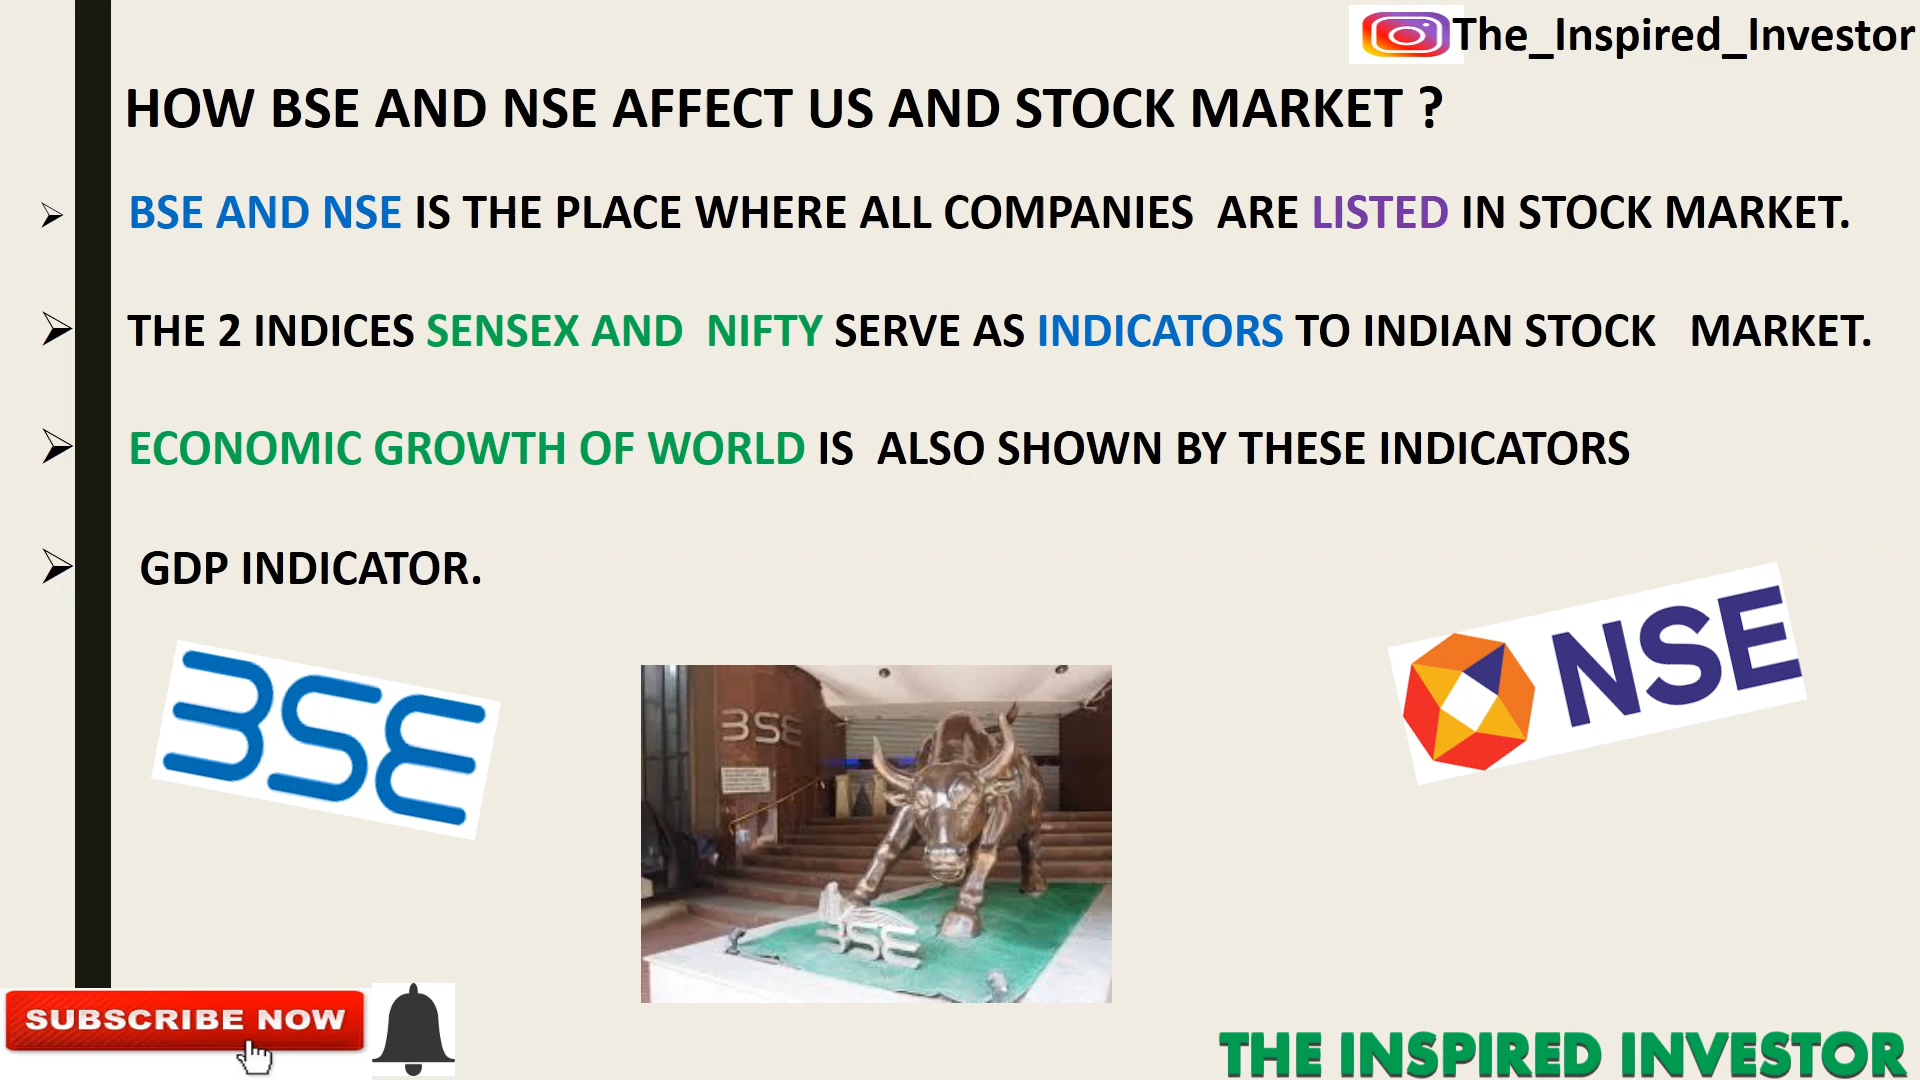 The_Inspired_Investor
HOW BSE AND NSE AFFECT US AND STOCK MARKET ?
BSE AND NSE IS THE PLACE WHERE ALL COMPANIES ARE LISTED IN STOCK MARKET.
THE 2 INDICES SENSEX AND NIFTY SERVE AS INDICATORS TO INDIAN STOCK MARKET.
ECONOMIC GROWTH OF WORLD IS ALSO SHOWN BY THESE INDICATORS
GDP INDICATOR.
BSE
NSE
BSE
BSE
SUBSCRIBE NOW
THE INSPIRED INVESTOR